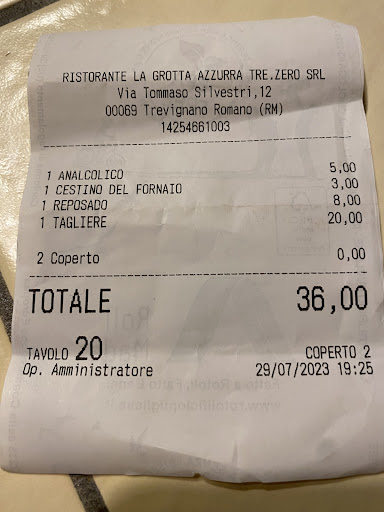 RISTORANTE LA GROTTA AZZURRA TRE.ZERO SRL
Via Tommaso Silvestri,12
00069 Trevignano Romano (RM)
14254661003
1 ANALCOLICO 5,00
1 CESTINO DEL FORNAIO 3,00
1 REPOSADO 8,00
1 TAGLIERE 20,00
2 Coperto 0,00
TOTALE 36,00
TAVOLO 20 COPERTO 2
Op. Amministratore 29/07/2023 19:25